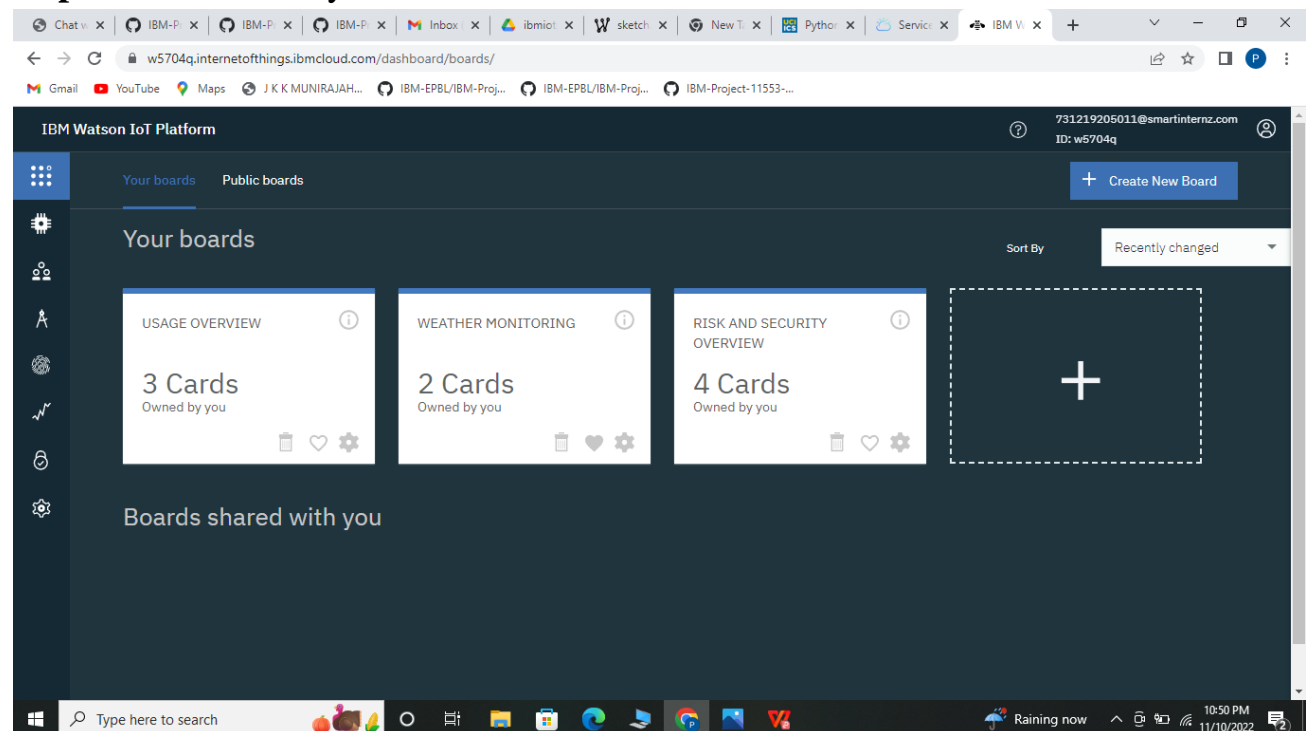 Chat w
IBM-P
IBM-P
IBM-P
Inbox
ibmiot
sketch
New T
Python
Service
IBM W
w5704q.internetofthings.ibmcloud.com/dashboard/boards/
Gmail
YouTube
Maps
J K K MUNIRAJAH...
IBM-EPBL/IBM-Proj...
IBM-EPBL/IBM-Proj...
IBM-Project-11553-...
IBM Watson IoT Platform
731219205011@smartinternz.com
ID: w5704q
Your boards
Public boards
+ Create New Board
Your boards
Sort By
Recently changed
USAGE OVERVIEW
3 Cards
Owned by you
WEATHER MONITORING
2 Cards
Owned by you
RISK AND SECURITY
OVERVIEW
4 Cards
Owned by you
Boards shared with you
Type here to search
Raining now
10:50 PM
11/10/2022
2